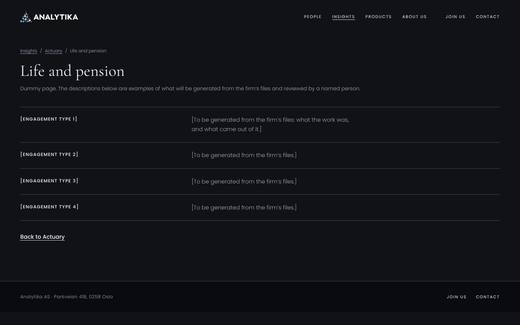 ANALYTIKA
PEOPLE INSIGHTS PRODUCTS ABOUT US JOIN US CONTACT
Insights / Actuary / Life and pension
Life and pension
Dummy page. The descriptions below are examples of what will be generated from the firm's files and reviewed by a named person.
[ENGAGEMENT TYPE 1]
[To be generated from the firm's files: what the work was,
and what came out of it.]
[ENGAGEMENT TYPE 2]
[To be generated from the firm's files.]
[ENGAGEMENT TYPE 3]
[To be generated from the firm's files.]
[ENGAGEMENT TYPE 4]
[To be generated from the firm's files.]
Back to Actuary
Analytika AS · Parkveien 41B, 0258 Oslo
JOIN US CONTACT